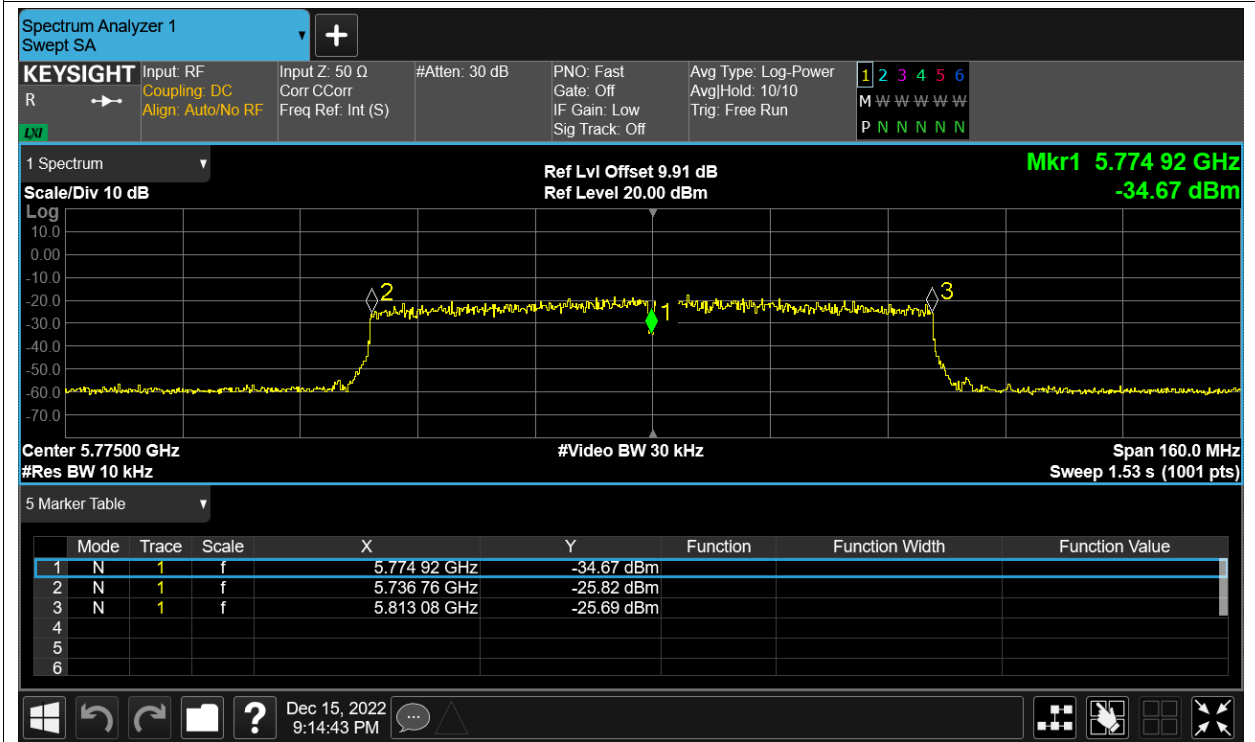 Spectrum Analyzer 1
Swept SA
+
KEYSIGHT
R
LXI
Input: RF
Coupling: DC
Align: Auto/No RF
Input Z: 50 Ω
Corr CCorr
Freq Ref: Int (S)
#Atten: 30 dB
PNO: Fast
Gate: Off
IF Gain: Low
Sig Track: Off
Avg Type: Log-Power
Avg|Hold: 10/10
Trig: Free Run
1 2 3 4 5 6
M W W W W W
P N N N N N
1 Spectrum
Scale/Div 10 dB
Ref Lvl Offset 9.91 dB
Ref Level 20.00 dBm
Mkr1 5.774 92 GHz
-34.67 dBm
Log
10.0
0.00
-10.0
-20.0
-30.0
-40.0
-50.0
-60.0
-70.0
2
1
3
Center 5.77500 GHz
#Video BW 30 kHz
Span 160.0 MHz
#Res BW 10 kHz
Sweep 1.53 s (1001 pts)
5 Marker Table
Mode Trace Scale X Y Function Function Width Function Value
1 N 1 f 5.774 92 GHz -34.67 dBm
2 N 1 f 5.736 76 GHz -25.82 dBm
3 N 1 f 5.813 08 GHz -25.69 dBm
4
5
6
?
Dec 15, 2022
9:14:43 PM